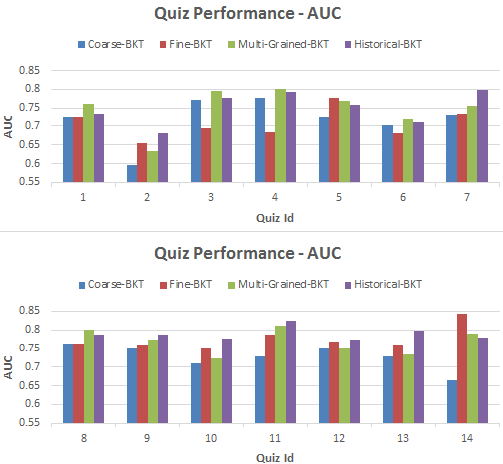 Quiz Performance - AUC
Coarse-BKT Fine-BKT Multi-Grained-BKT Historical-BKT
0.85
0.8
0.75
0.7
0.65
0.6
0.55
AUC
1 2 3 4 5 6 7
Quiz Id
Quiz Performance - AUC
Coarse-BKT Fine-BKT Multi-Grained-BKT Historical-BKT
0.85
0.8
0.75
0.7
0.65
0.6
0.55
AUC
8 9 10 11 12 13 14
Quiz Id